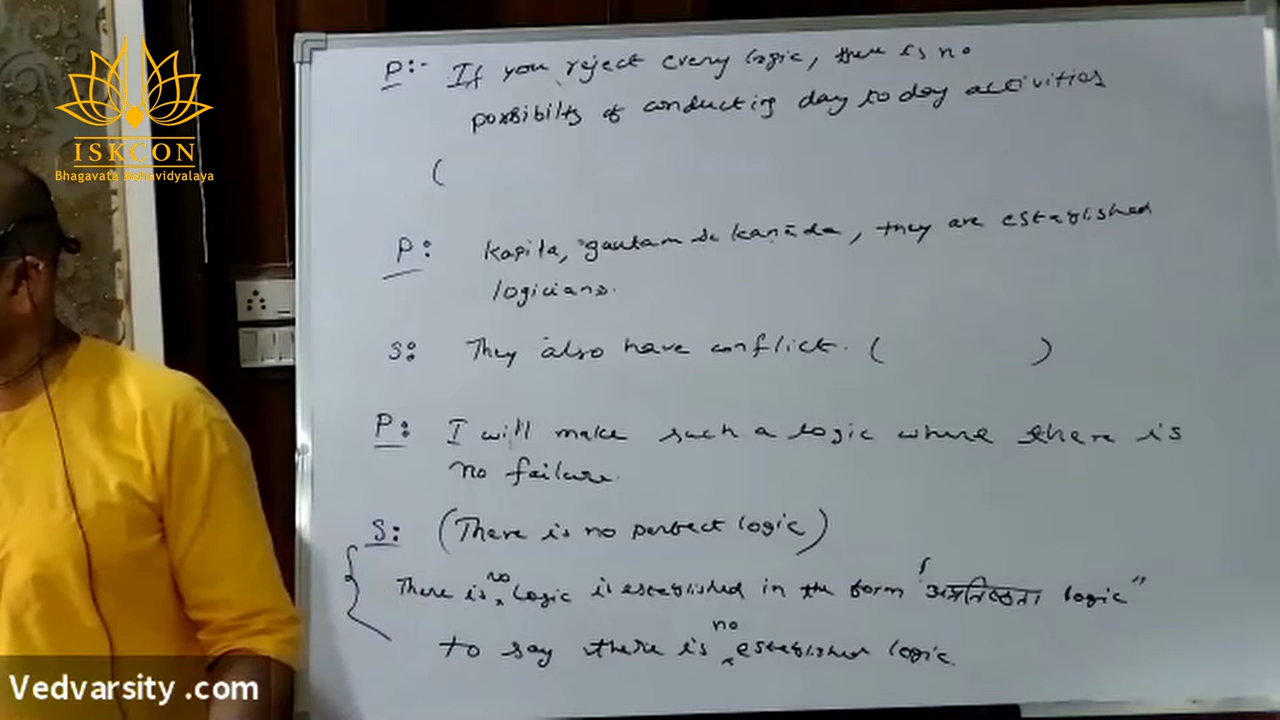 ISKCON
Bhagavata Mahavidyalaya
P:- If you reject every logic, there is no
possibility of conducting day to day activities
(
P: Kapila, gautam & kaṇāda, they are established
logicians.
S: They also have conflict. ( )
P: I will make such a logic where there is
no failure.
S: (There is no perfect logic)
no
There is logic is established in the form "अप्रतिष्ठता logic"
no
to say there is established logic.
Vedvarsity .com